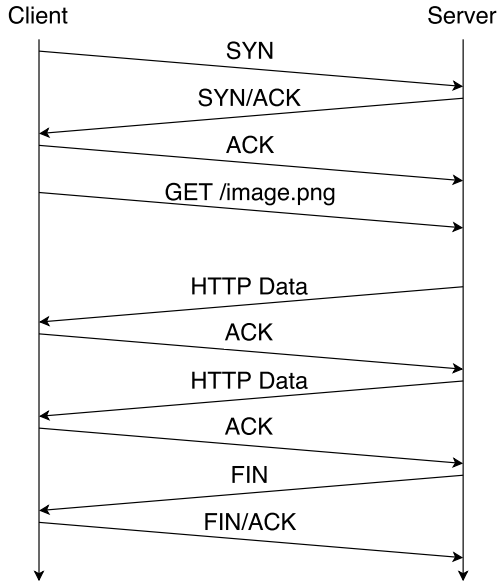 Client
Server
SYN
SYN/ACK
ACK
GET /image.png
HTTP Data
ACK
HTTP Data
ACK
FIN
FIN/ACK